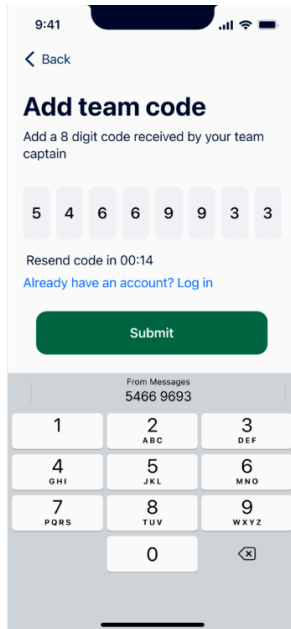 9:41
Back
Add team code
Add a 8 digit code received by your team
captain
5 4 6 6 9 9 3 3
Resend code in 00:14
Already have an account? Log in
Submit
From Messages
5466 9693
1 2 3
ABC DEF
4 5 6
GHI JKL MNO
7 8 9
PQRS TUV WXYZ
0